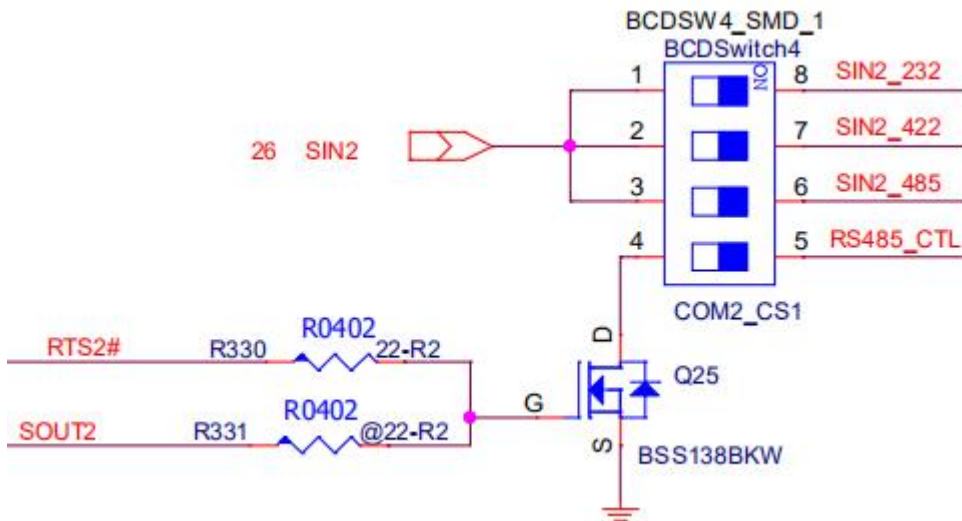 BCDSW4_SMD_1
BCDSwitch4
ON
1 8 SIN2_232
2 7 SIN2_422
26 SIN2
3 6 SIN2_485
4 5 RS485_CTL
COM2_CS1
R0402
D
RTS2# R330 22-R2
Q25
R0402
G
SOUT2 R331 @22-R2
S
BSS138BKW